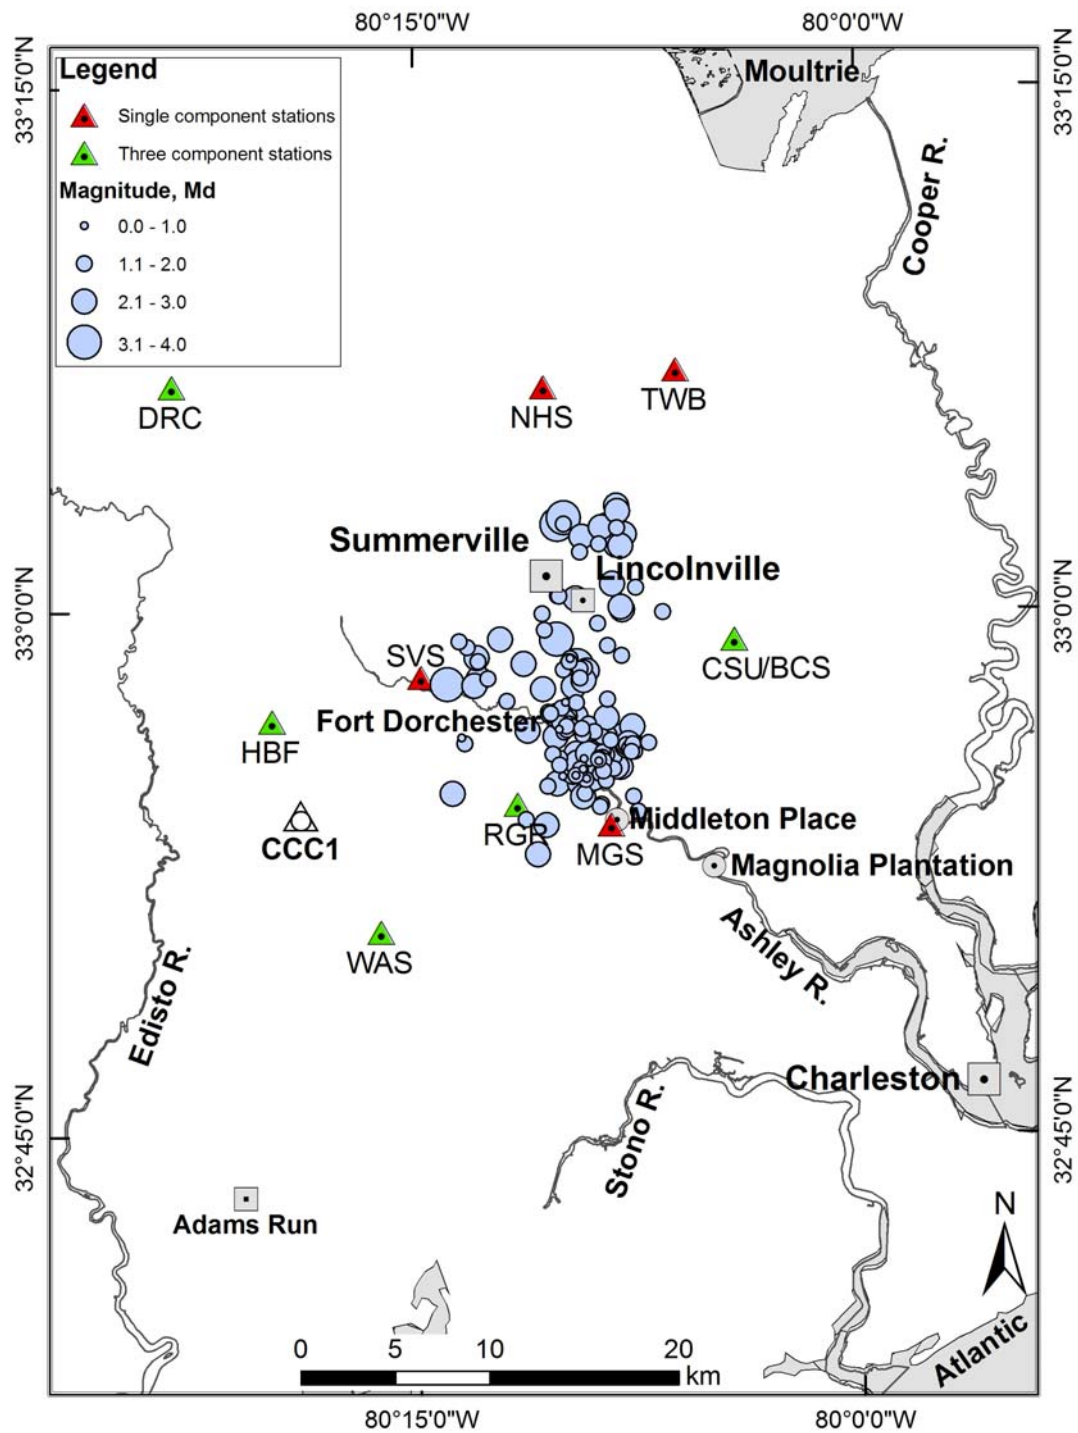 80°15'0"W
80°0'0"W
33°15'0"N
33°15'0"N
Legend
Single component stations
Three component stations
Magnitude, Md
0.0 - 1.0
1.1 - 2.0
2.1 - 3.0
3.1 - 4.0
Moultrie
Cooper R.
DRC
NHS
TWB
Summerville
Lincolnville
33°0'0"N
33°0'0"N
SVS
CSU/BCS
Fort Dorchester
HBF
CCC1
RGR
MGS
Middleton Place
Magnolia Plantation
WAS
Ashley R.
Edisto R.
Charleston
Stono R.
32°45'0"N
32°45'0"N
Adams Run
N
0
5
10
20
km
Atlantic
80°15'0"W
80°0'0"W